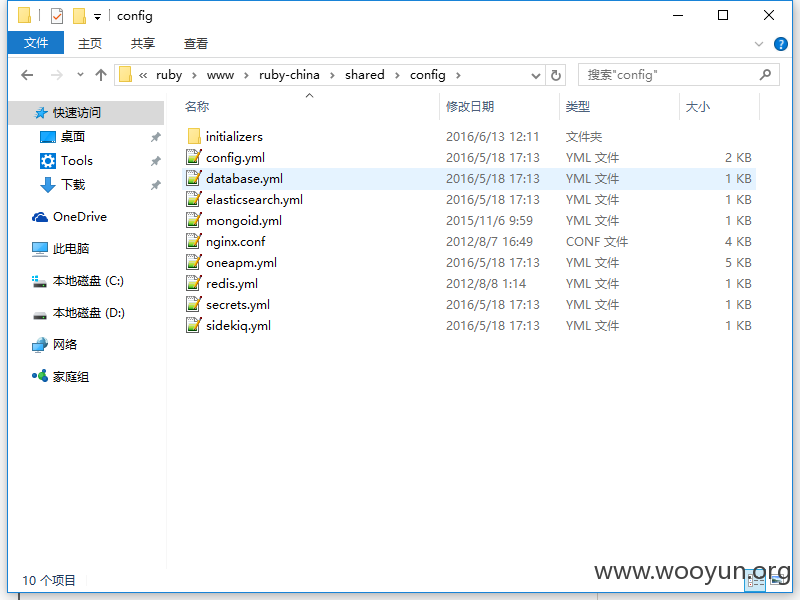 config
文件 主页 共享 查看
« ruby › www › ruby-china › shared › config › 搜索"config"
名称 修改日期 类型 大小
快速访问
桌面
Tools
下载
OneDrive
此电脑
本地磁盘 (C:)
本地磁盘 (D:)
网络
家庭组
initializers 2016/6/13 12:11 文件夹
config.yml 2016/5/18 17:13 YML 文件 2 KB
database.yml 2016/5/18 17:13 YML 文件 1 KB
elasticsearch.yml 2016/5/18 17:13 YML 文件 1 KB
mongoid.yml 2015/11/6 9:59 YML 文件 1 KB
nginx.conf 2012/8/7 16:49 CONF 文件 4 KB
oneapm.yml 2016/5/18 17:13 YML 文件 5 KB
redis.yml 2012/8/8 1:14 YML 文件 1 KB
secrets.yml 2016/5/18 17:13 YML 文件 1 KB
sidekiq.yml 2016/5/18 17:13 YML 文件 1 KB
10 个项目
www.wooyun.org